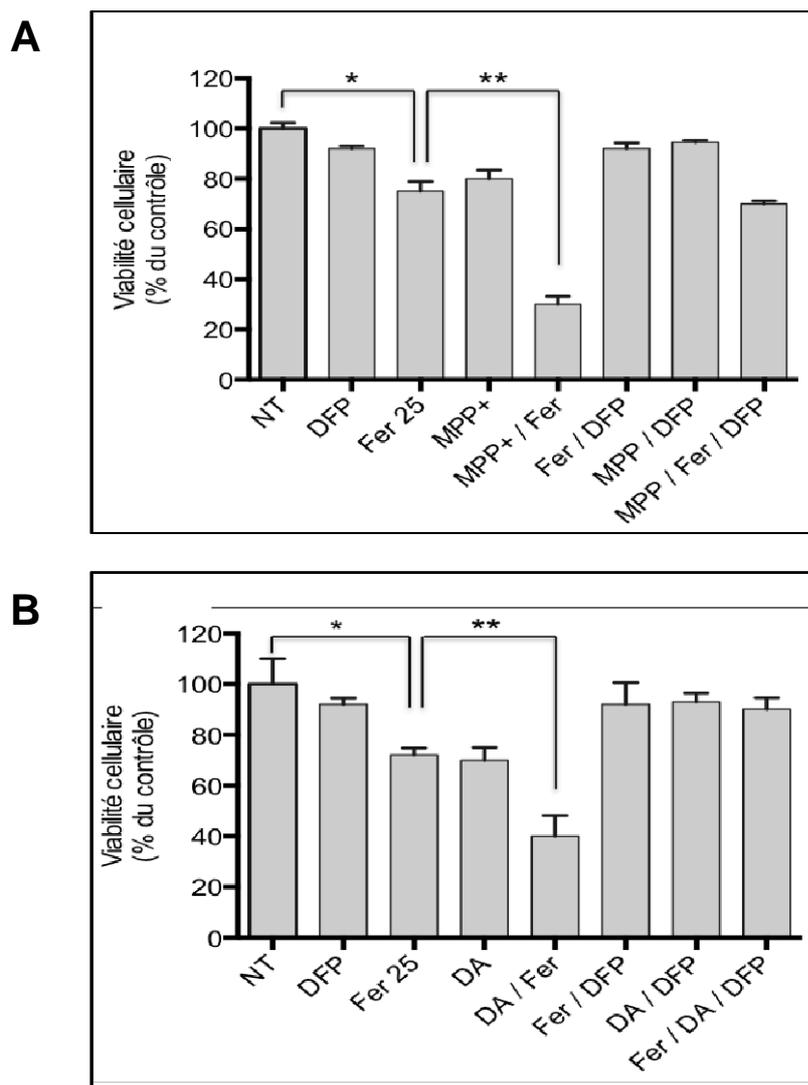 A
Viabilité cellulaire
(% du contrôle)
120
100
80
60
40
20
0
*
**
NT
DFP
Fer 25
MPP+
MPP+ / Fer
Fer / DFP
MPP / DFP
MPP / Fer / DFP
B
Viabilité cellulaire
(% du contrôle)
120
100
80
60
40
20
0
*
**
NT
DFP
Fer 25
DA
DA / Fer
Fer / DFP
DA / DFP
Fer / DA / DFP